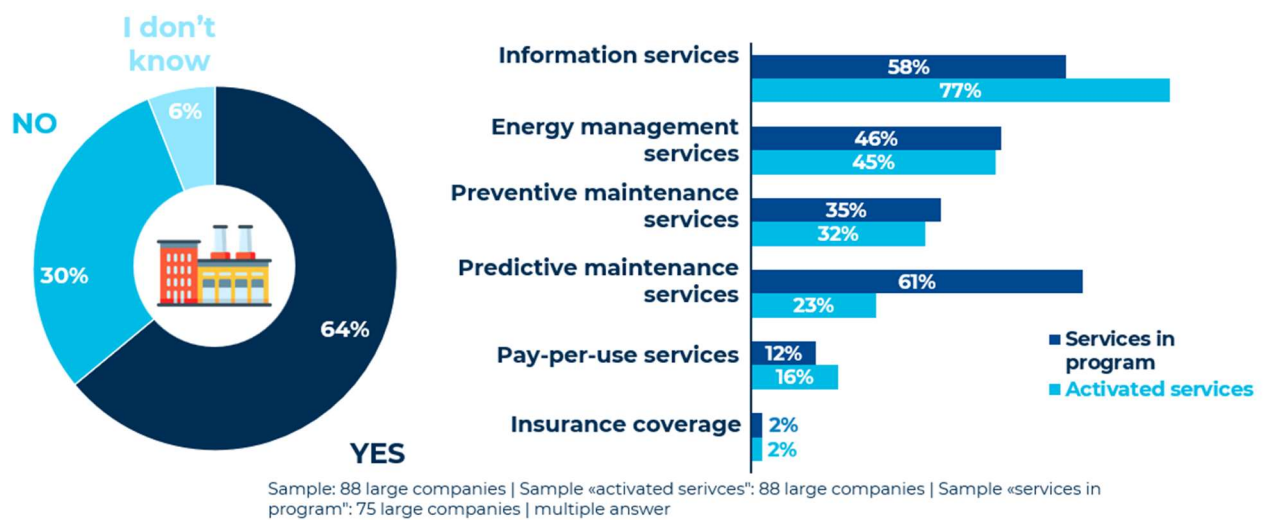 I don't
know
6%
NO
30%
64%
YES
Information services
58%
77%
Energy management
services
46%
45%
Preventive maintenance
services
35%
32%
Predictive maintenance
services
61%
23%
Pay-per-use services
12%
16%
Insurance coverage
2%
2%
Services in
program
Activated services
Sample: 88 large companies | Sample «activated serivces": 88 large companies | Sample «services in
program": 75 large companies | multiple answer